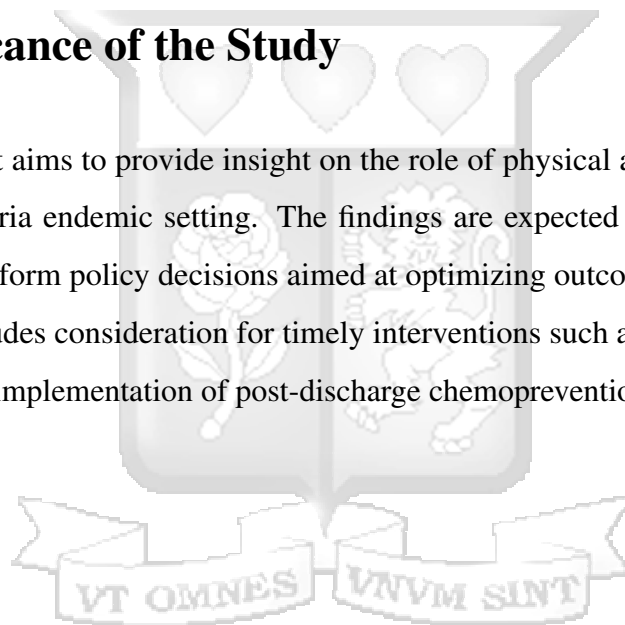 cance of the Study
t aims to provide insight on the role of physical a
ria endemic setting. The findings are expected
form policy decisions aimed at optimizing outco
des consideration for timely interventions such a
implementation of post-discharge chemopreventio
VT OMNES VNVM SINT